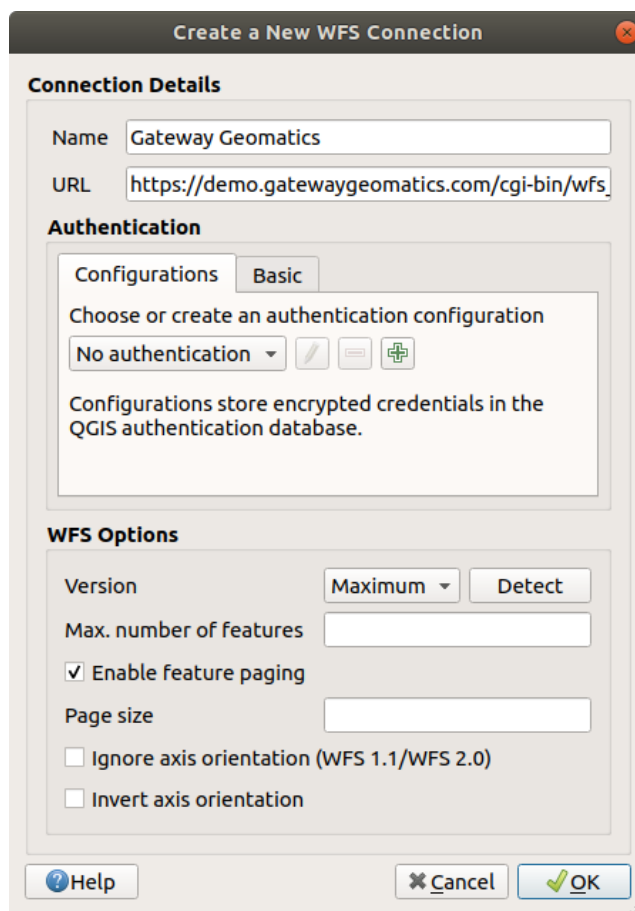 Create a New WFS Connection
Connection Details
Name Gateway Geomatics
URL https://demo.gatewaygeomatics.com/cgi-bin/wfs_
Authentication
Configurations Basic
Choose or create an authentication configuration
No authentication
Configurations store encrypted credentials in the
QGIS authentication database.
WFS Options
Version Maximum Detect
Max. number of features
Enable feature paging
Page size
Ignore axis orientation (WFS 1.1/WFS 2.0)
Invert axis orientation
Help Cancel OK